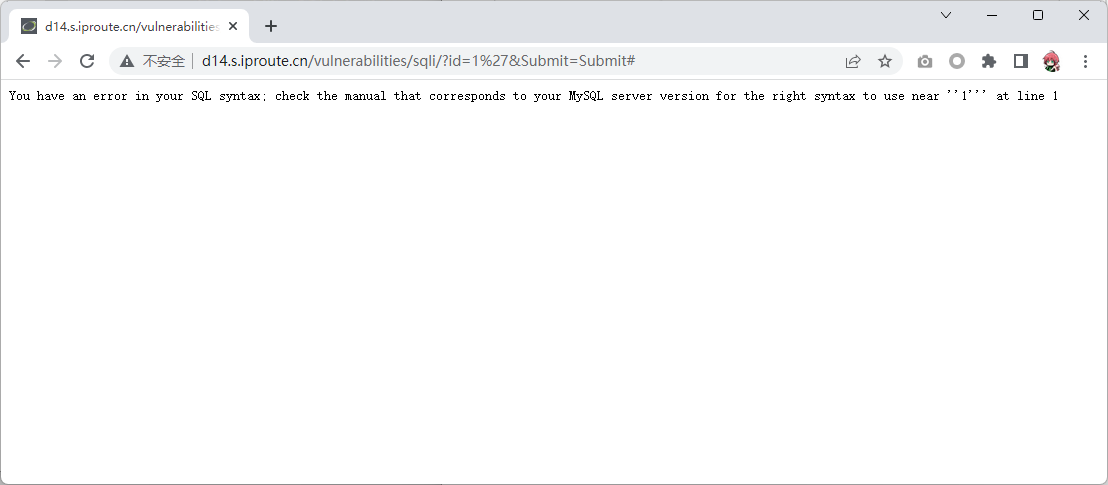 d14.s.iproute.cn/vulnerabilities
不安全 d14.s.iproute.cn/vulnerabilities/sqli/?id=1%27&Submit=Submit#
You have an error in your SQL syntax; check the manual that corresponds to your MySQL server version for the right syntax to use near ''1''' at line 1